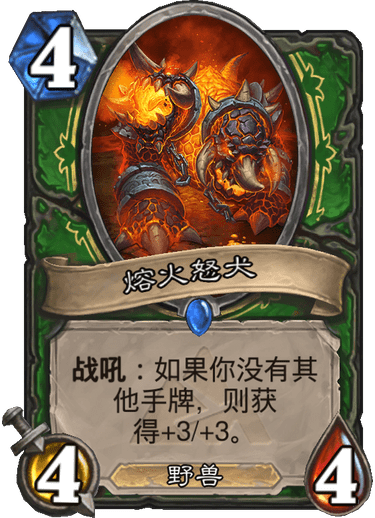 4
熔火怒犬
战吼：如果你没有其
他手牌，则获
得+3/+3。
野兽
4
4